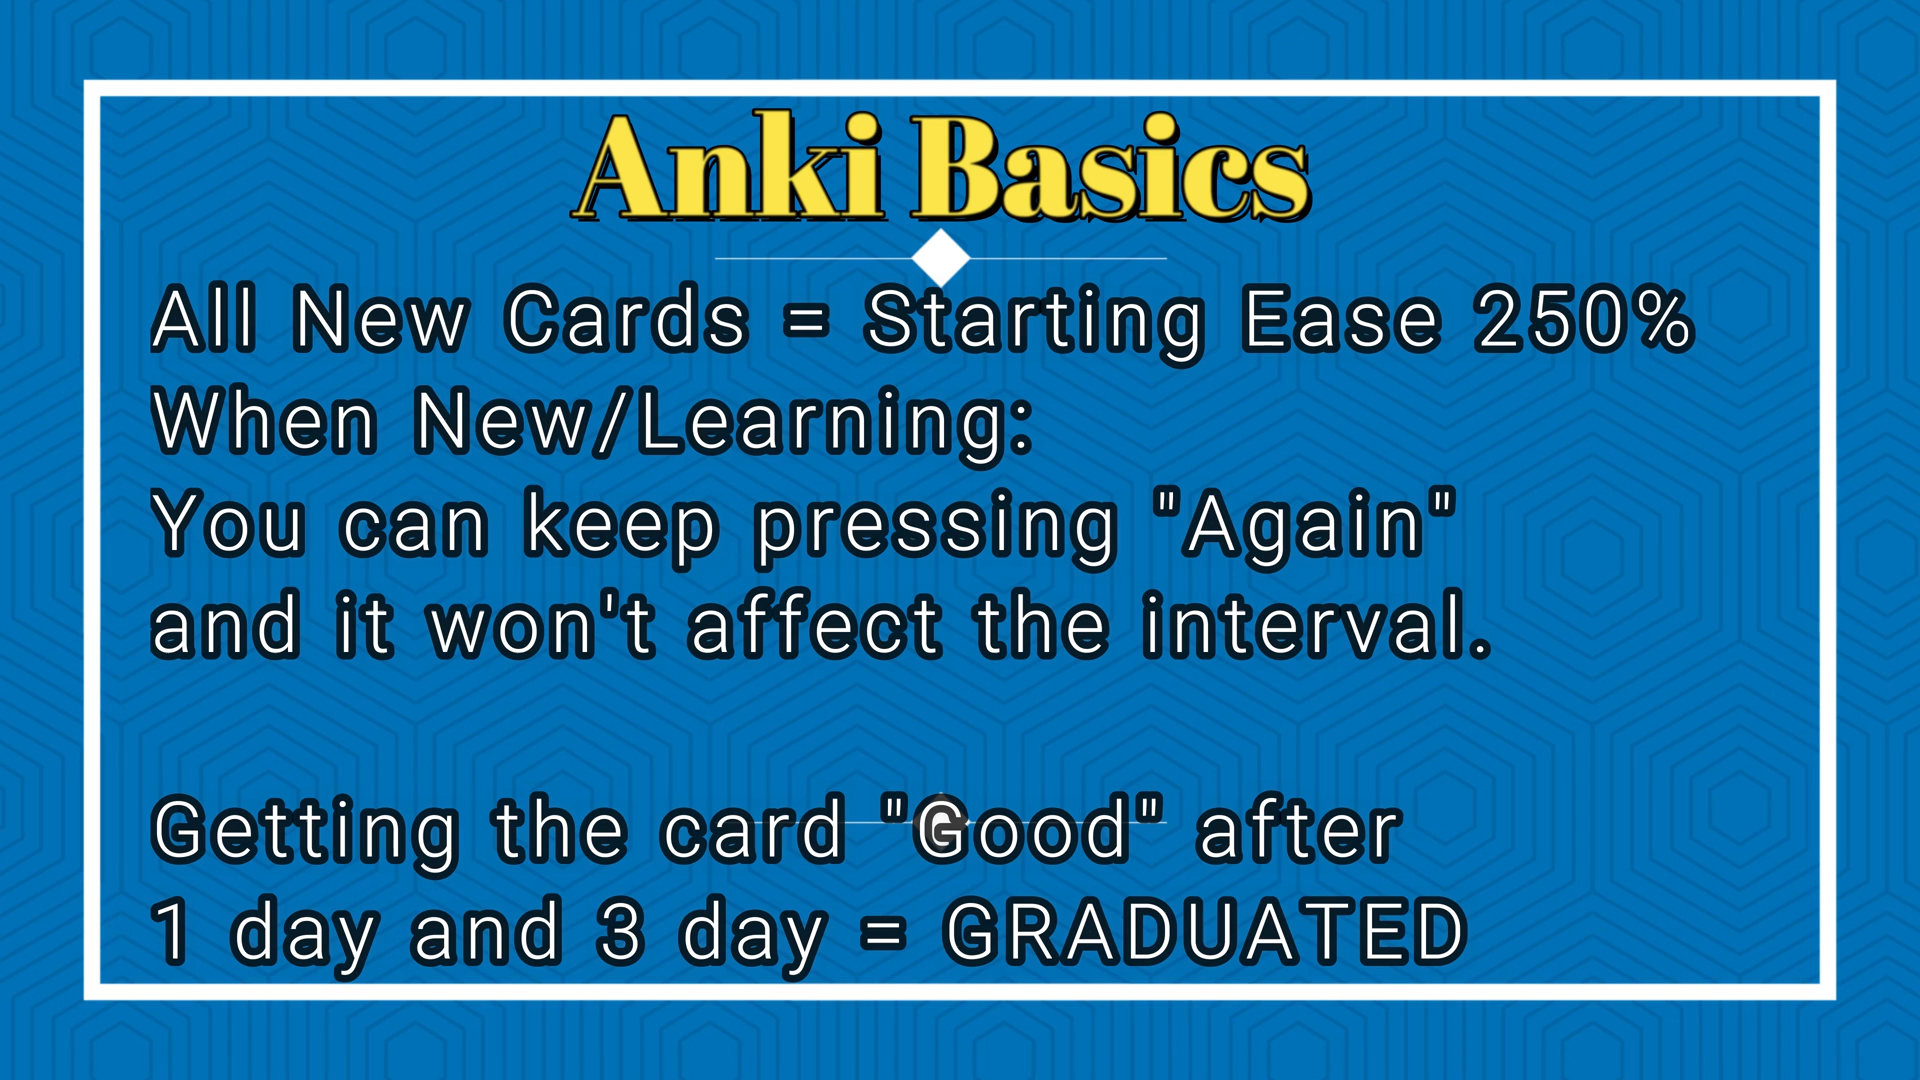 Anki Basics
All New Cards = Starting Ease 250%
When New/Learning:
You can keep pressing "Again"
and it won't affect the interval.
Getting the card "Good" after
1 day and 3 day = GRADUATED